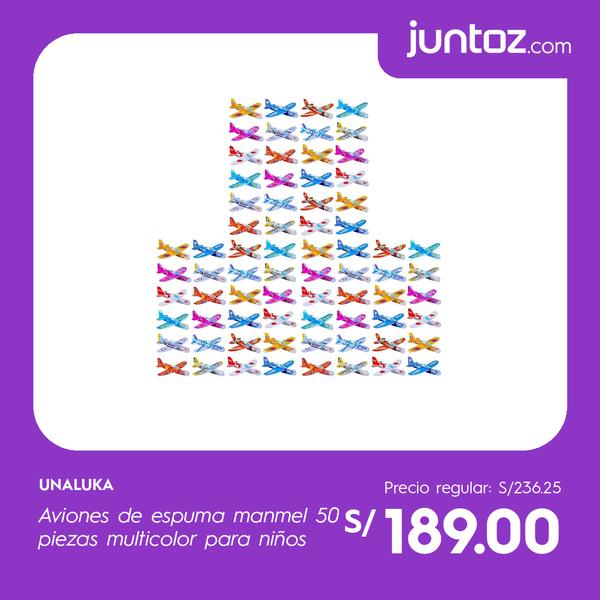 juntoz.com
UNALUKA
Aviones de espuma manmel 50
piezas multicolor para niños
Precio regular: S/236.25
S/ 189.00